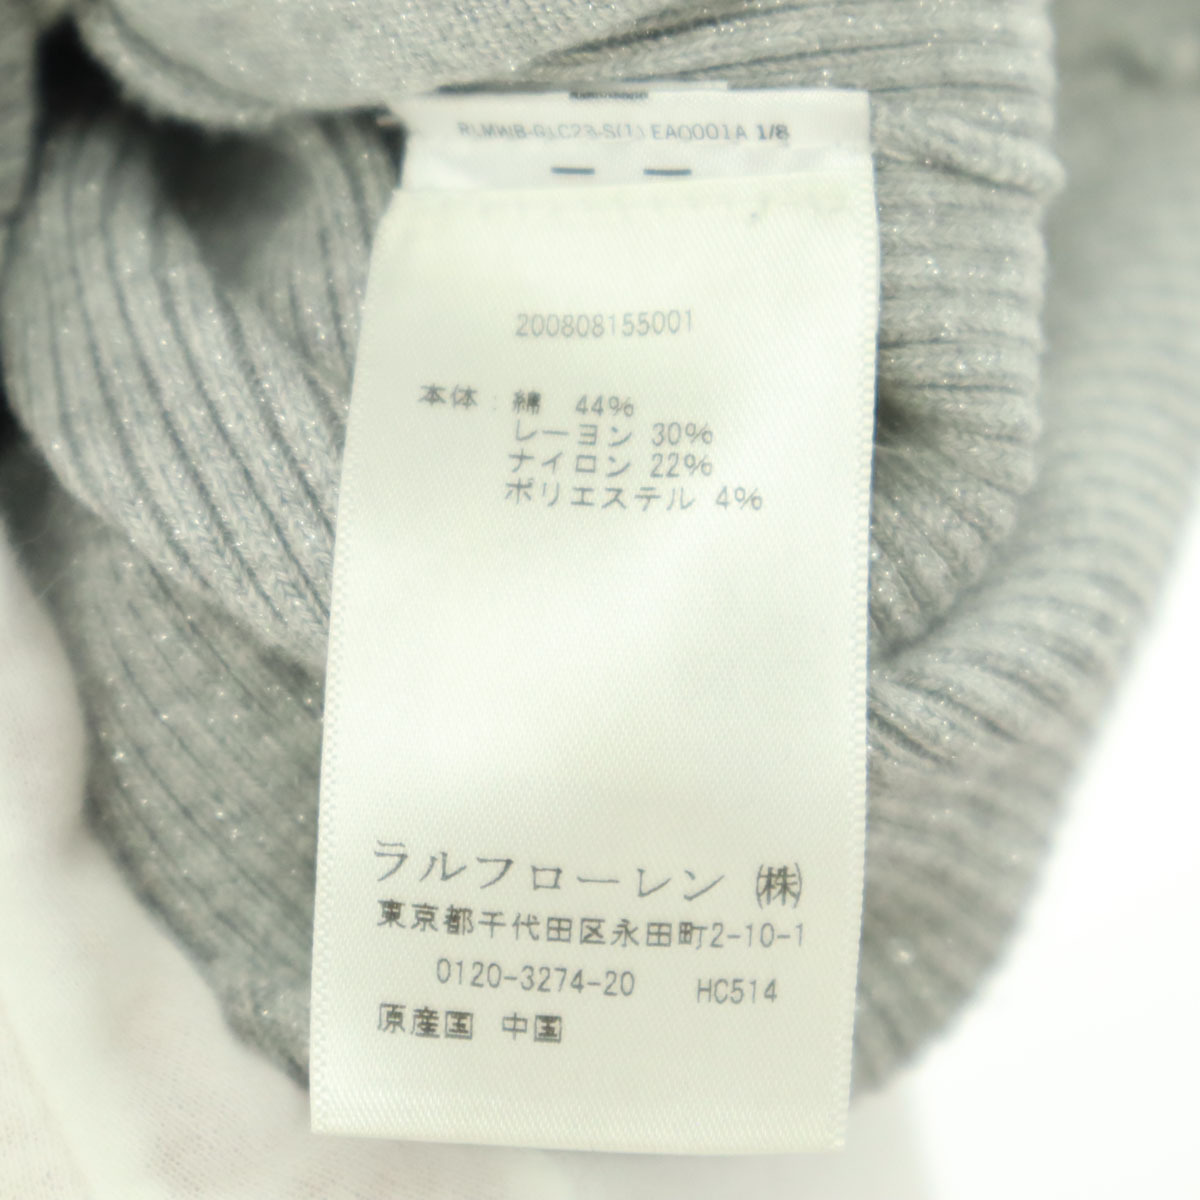 RLMWB-GLC23-S(1) EA0001A 1/8
200808155001
本体：綿 44%
レーヨン 30%
ナイロン 22%
ポリエステル 4%
ラルフローレン ㈱
東京都千代田区永田町2-10-1
0120-3274-20 HC514
原産国 中国